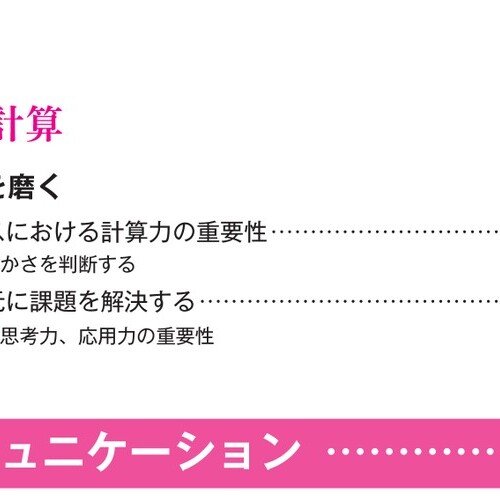 計算
を磨く
スにおける計算力の重要性……………………
かさを判断する
元に課題を解決する……………………………
思考力、応用力の重要性
ュニケーション …………